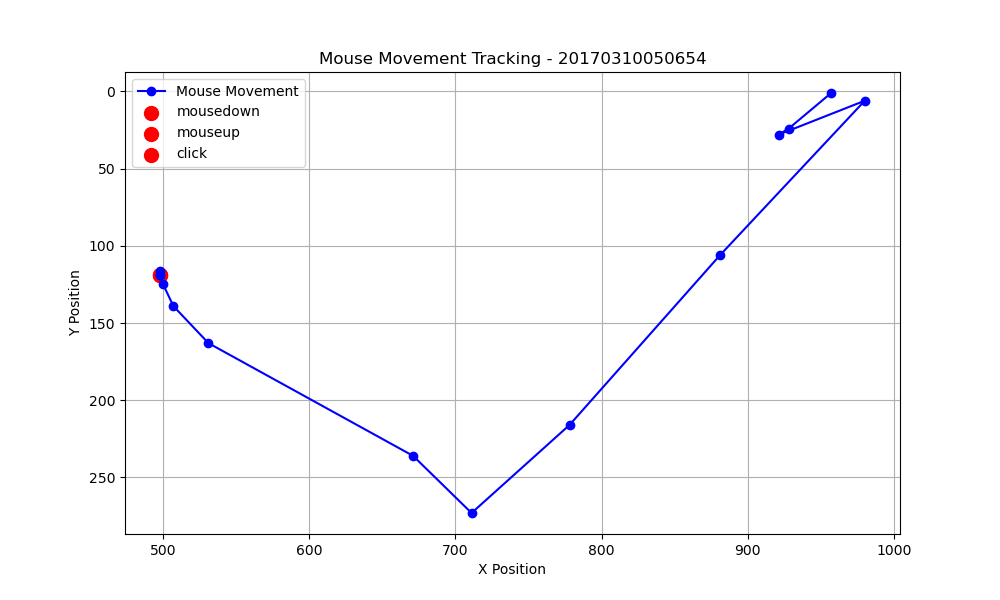 Mouse Movement Tracking - 20170310050654
Mouse Movement
mousedown
mouseup
click
0
50
100
150
200
250
Y Position
500 600 700 800 900 1000
X Position